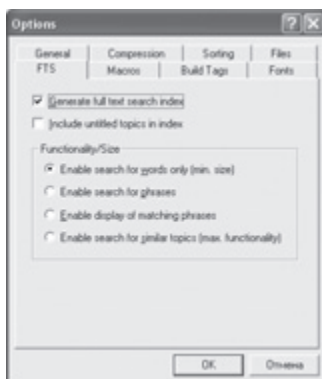 Options
General Compression Sorting Files
FTS Macros Build Tags Fonts
Generate full text search index
Include untitled topics in index
Functionality/Size
Enable search for words only (min. size)
Enable search for phrases
Enable display of matching phrases
Enable search for similar topics (max. functionality)
OK Отмена